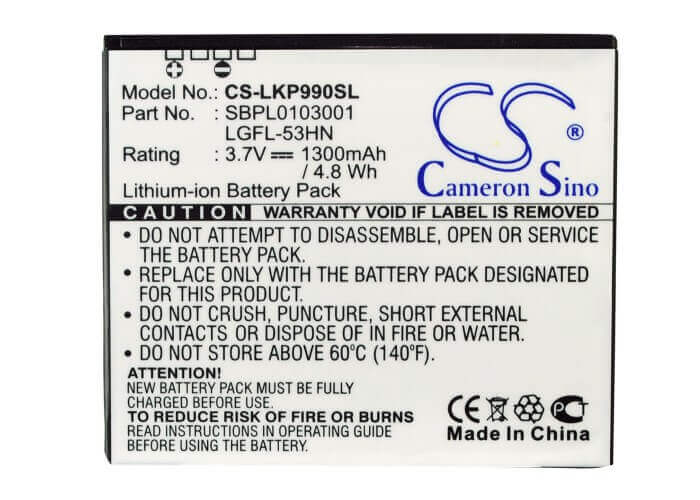 Model No.: CS-LKP990SL
Part No.: SBPL0103001
LGFL-53HN
Rating : 3.7V 1300mAh
/ 4.8 Wh
Lithium-ion Battery Pack
CS ®
Cameron Sino
CAUTION WARRANTY VOID IF LABEL IS REMOVED
• DO NOT ATTEMPT TO DISASSEMBLE, OPEN OR SERVICE
THE BATTERY PACK.
• REPLACE ONLY WITH THE BATTERY PACK DESIGNATED
FOR THIS PRODUCT.
• DO NOT CRUSH, PUNCTURE, SHORT EXTERNAL
CONTACTS OR DISPOSE OF IN FIRE OR WATER.
• DO NOT STORE ABOVE 60°C (140°F)
ATTENTION:
NEW BATTERY PACK MUST BE
CHARGED BEFORE USE.
TO REDUCE RISK OF FIRE OR BURNS
READ INSTRUCTIONS IN OPERATING GUIDE
BEFORE USING BATTERY PACK.
CE PCT
Made in China